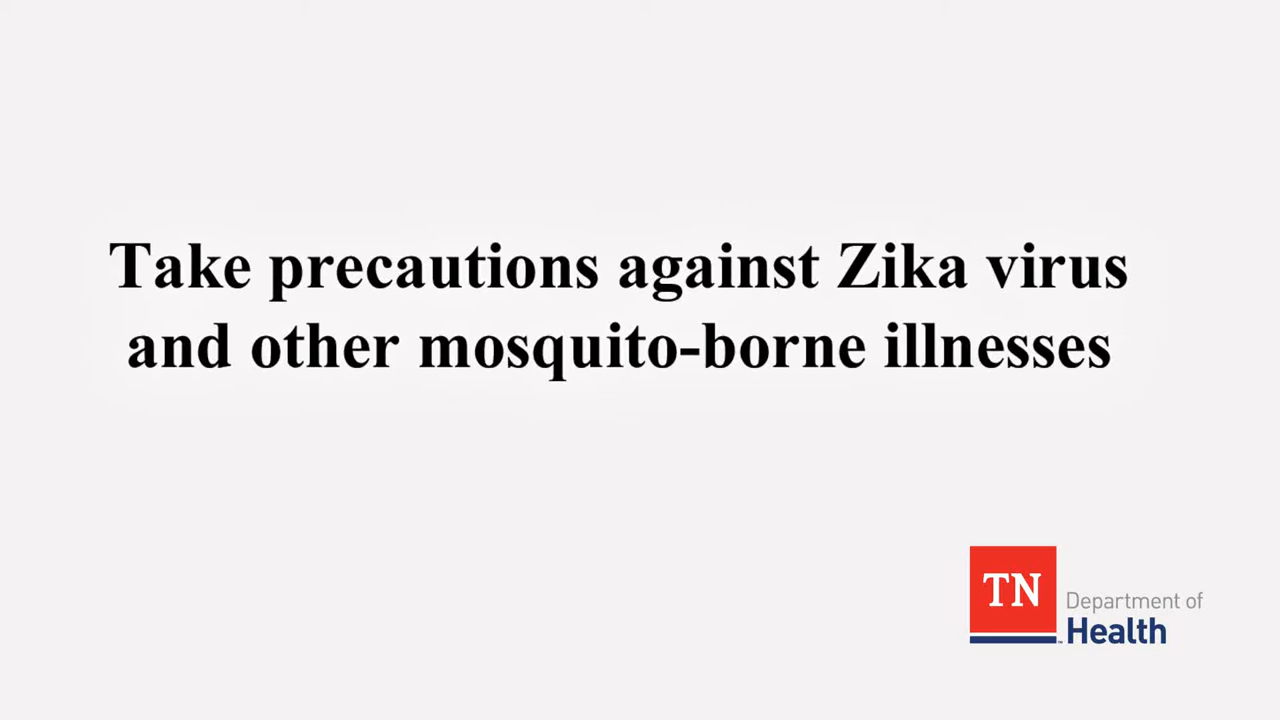 Take precautions against Zika virus
and other mosquito-borne illnesses
TN
Department of
Health